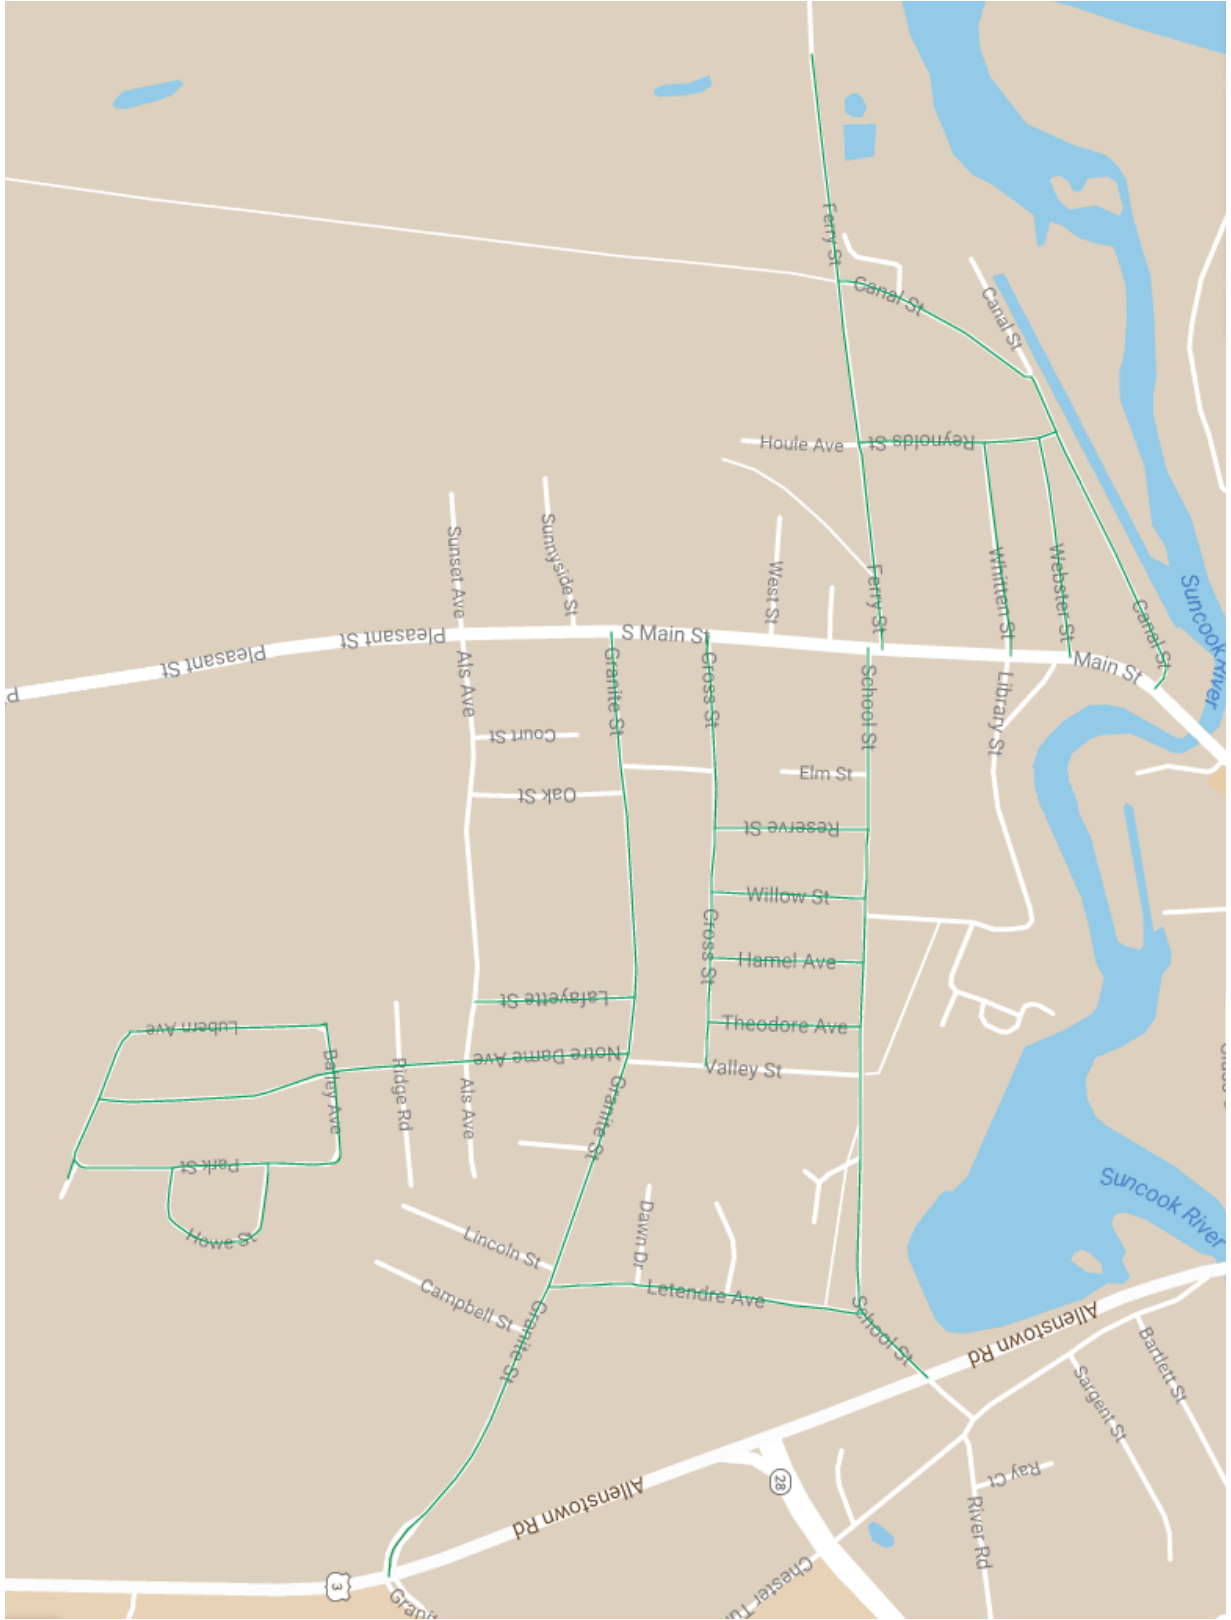 Ferry St
Canal St
Canal St
Houle Ave
Reynolds St
Sunset Ave
Sunnyside St
West St
Ferry St
Whitten St
Webster St
Canal St
Suncook River
Pleasant St
Pleasant St
S Main St
Main St
Als Ave
Granite St
Cross St
School St
Library St
Court St
Elm St
Oak St
Reserve St
Willow St
Cross St
Hamel Ave
Lafayette St
Theodore Ave
Lubern Ave
Bailey Ave
Ridge Rd
Notre Dame Ave
Als Ave
Valley St
Granite St
Park St
Howe St
Suncook River
Lincoln St
Dawn Dr
Letendre Ave
Campbell St
Granite St
School St
Allenstown Rd
Bartlett St
Sargent St
28
Ray Ct
Allenstown Rd
River Rd
Chester Tur
3
Granit